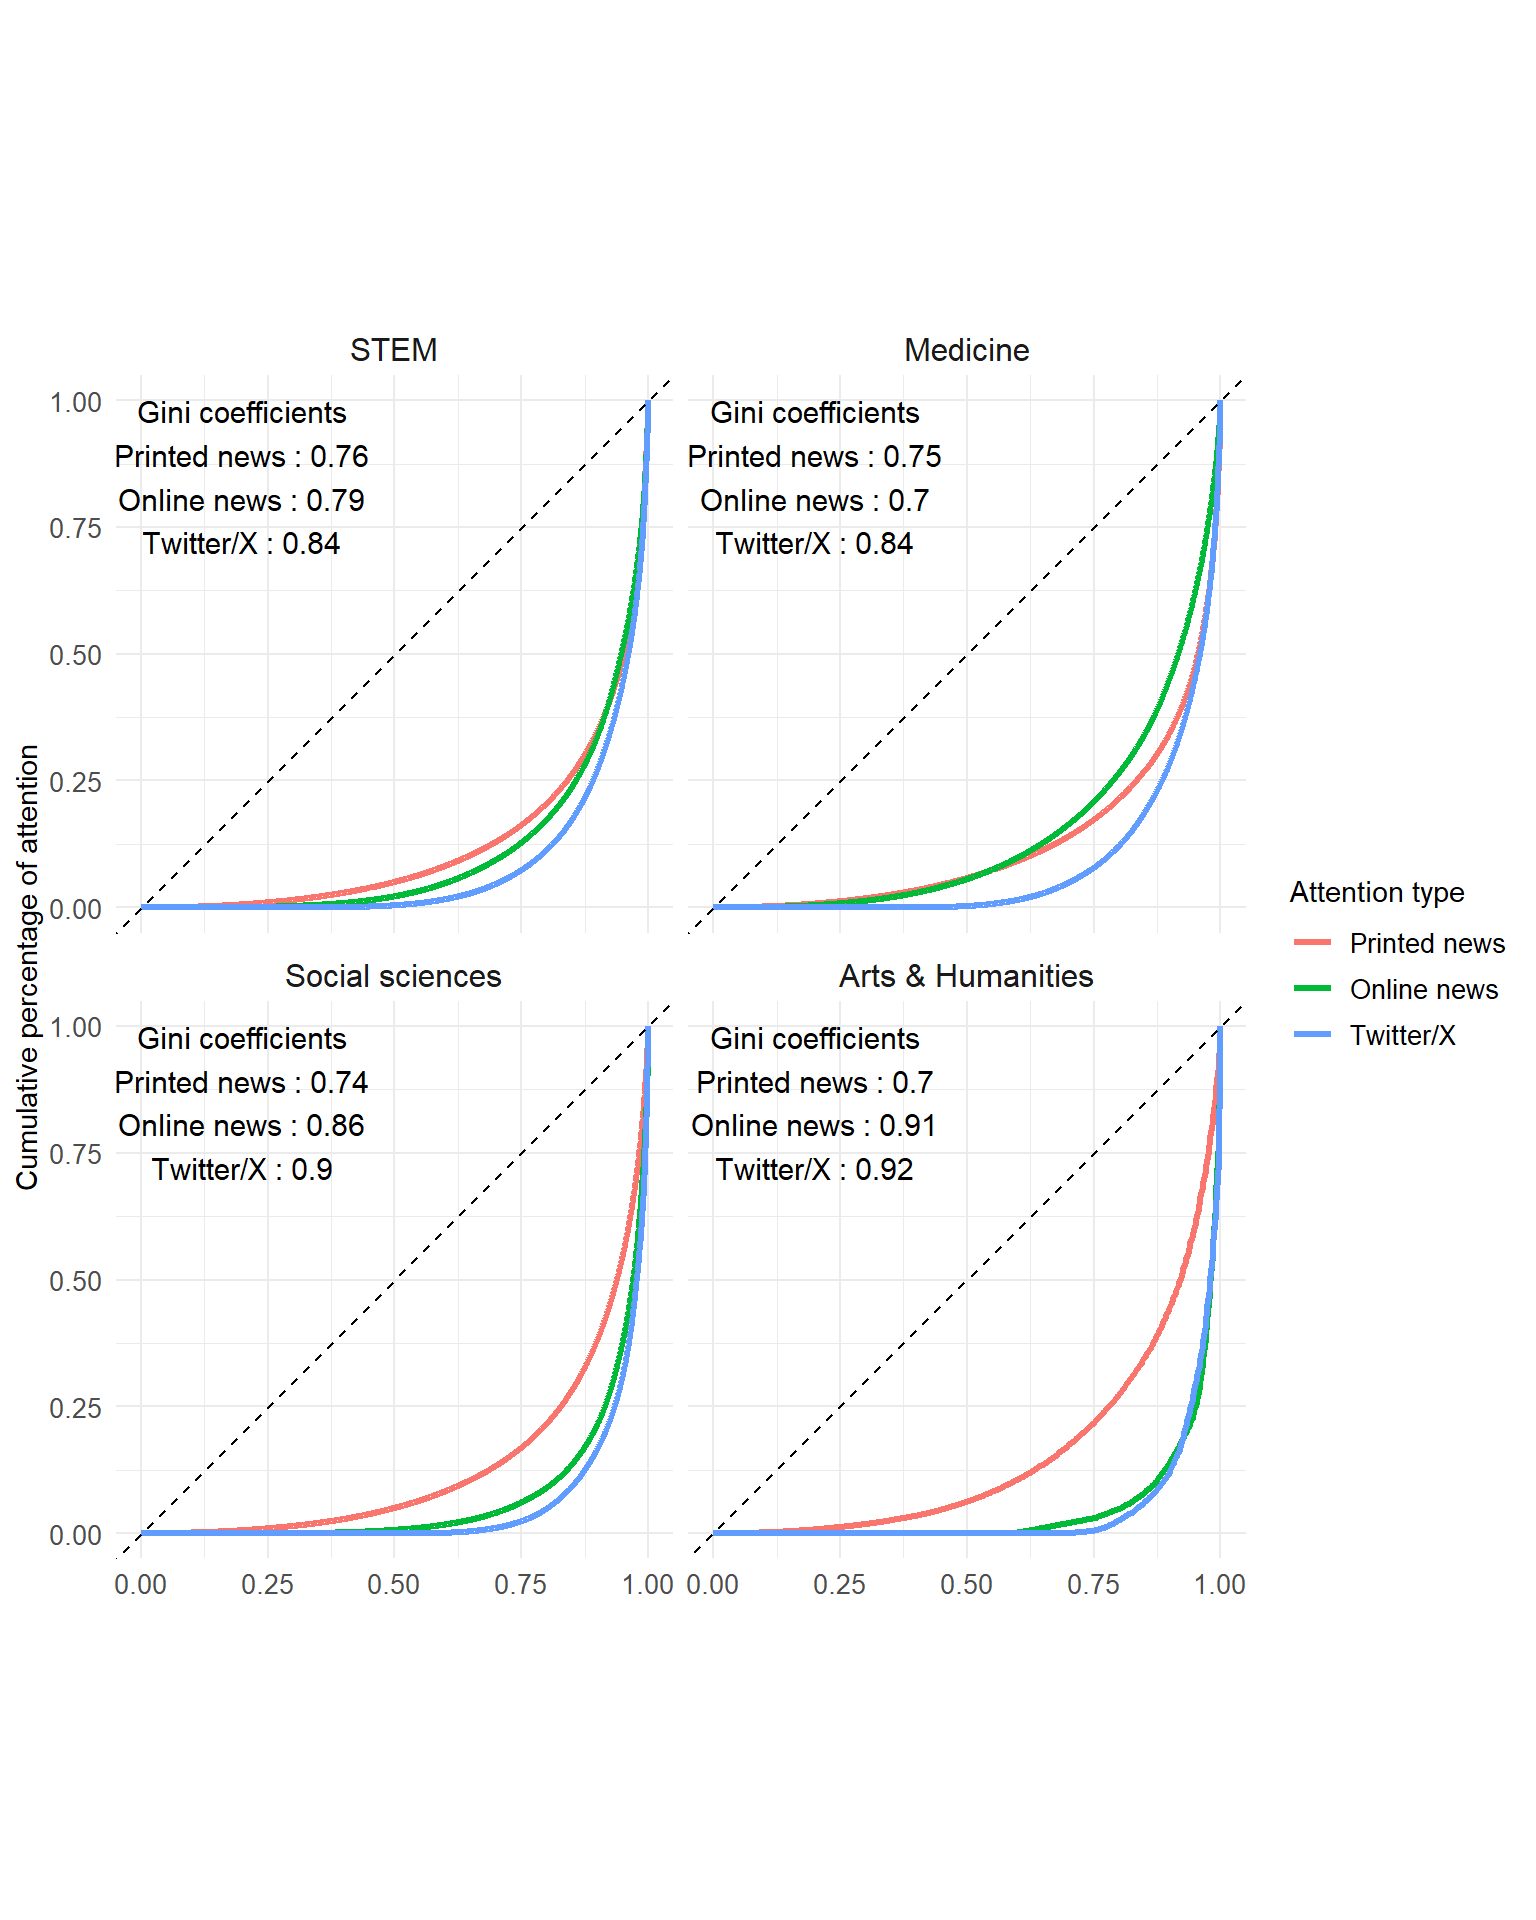 STEM
Medicine
1.00
0.75
0.50
0.25
0.00
Gini coefficients
Printed news : 0.76
Online news : 0.79
Twitter/X : 0.84
Gini coefficients
Printed news : 0.75
Online news : 0.7
Twitter/X : 0.84
Cumulative percentage of attention
Social sciences
Arts & Humanities
1.00
0.75
0.50
0.25
0.00
Gini coefficients
Printed news : 0.74
Online news : 0.86
Twitter/X : 0.9
Gini coefficients
Printed news : 0.7
Online news : 0.91
Twitter/X : 0.92
0.00 0.25 0.50 0.75 1.00
0.00 0.25 0.50 0.75 1.00
Attention type
Printed news
Online news
Twitter/X